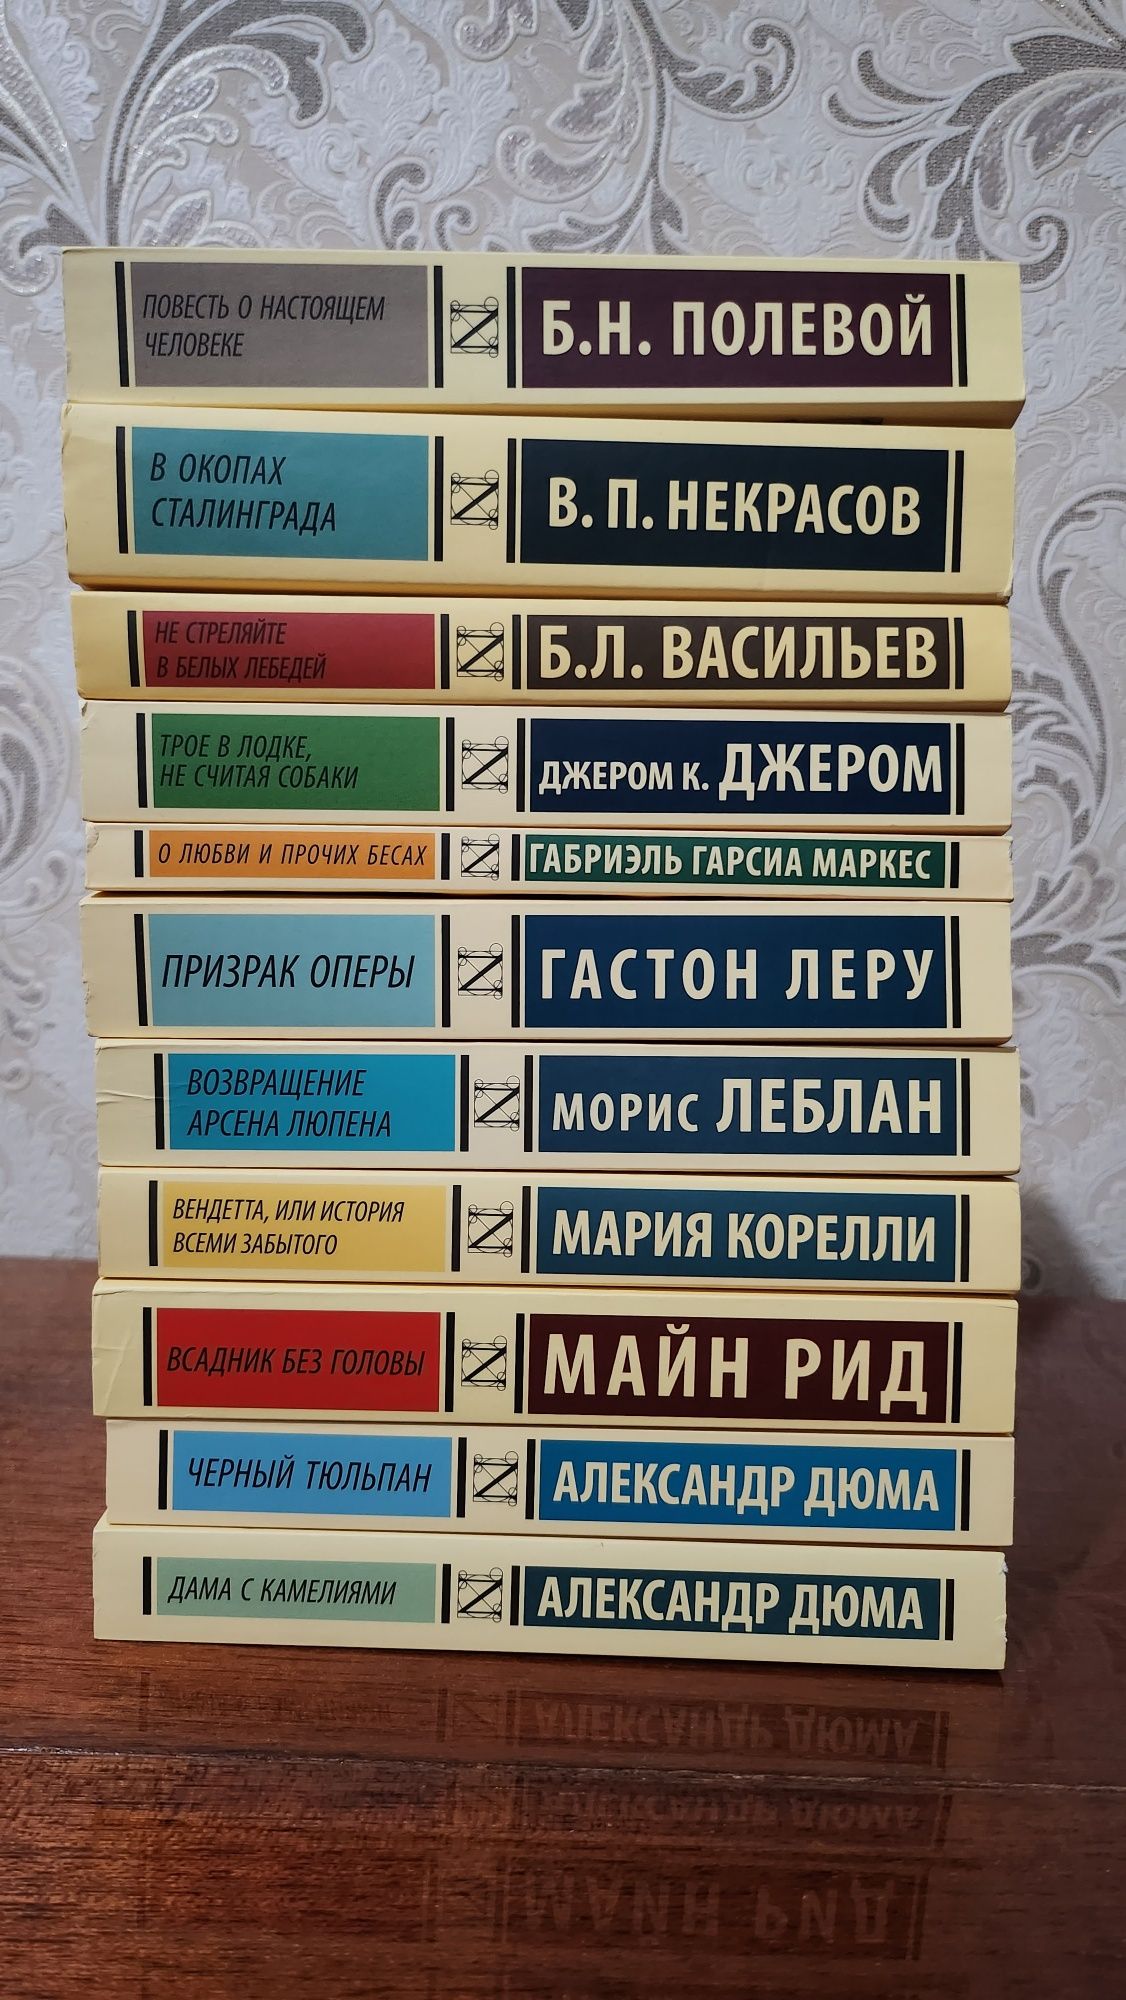 ПОВЕСТЬ О НАСТОЯЩЕМ
ЧЕЛОВЕКЕ
Б.Н. ПОЛЕВОЙ
В ОКОПАХ
СТАЛИНГРАДА
В. П. НЕКРАСОВ
НЕ СТРЕЛЯЙТЕ
В БЕЛЫХ ЛЕБЕДЕЙ
Б.Л. ВАСИЛЬЕВ
ТРОЕ В ЛОДКЕ,
НЕ СЧИТАЯ СОБАКИ
ДЖЕРОМ К. ДЖЕРОМ
О ЛЮБВИ И ПРОЧИХ БЕСАХ
ГАБРИЭЛЬ ГАРСИА МАРКЕС
ПРИЗРАК ОПЕРЫ
ГАСТОН ЛЕРУ
ВОЗВРАЩЕНИЕ
АРСЕНА ЛЮПЕНА
МОРИС ЛЕБЛАН
ВЕНДЕТТА, ИЛИ ИСТОРИЯ
ВСЕМИ ЗАБЫТОГО
МАРИЯ КОРЕЛЛИ
ВСАДНИК БЕЗ ГОЛОВЫ
МАЙН РИД
ЧЕРНЫЙ ТЮЛЬПАН
АЛЕКСАНДР ДЮМА
ДАМА С КАМЕЛИЯМИ
АЛЕКСАНДР ДЮМА